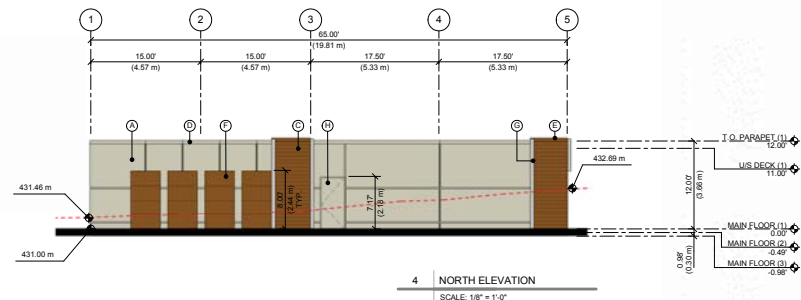 1 2 3 4 5
65.00'
(19.81 m)
15.00' 15.00' 17.50' 17.50'
(4.57 m) (4.57 m) (5.33 m) (5.33 m)
A D F C H G E
T.O. PARAPET (1)
12.00'
432.69 m
U/S DECK (1)
11.00'
431.46 m
8.00'
(2.44 m)
TYP.
7.17'
(2.18 m)
12.00'
(3.66 m)
431.00 m
MAIN FLOOR (1)
0.00'
MAIN FLOOR (2)
-0.49'
MAIN FLOOR (3)
-0.98'
0.98'
(0.30 m)
4 NORTH ELEVATION
SCALE: 1/8" = 1'-0"